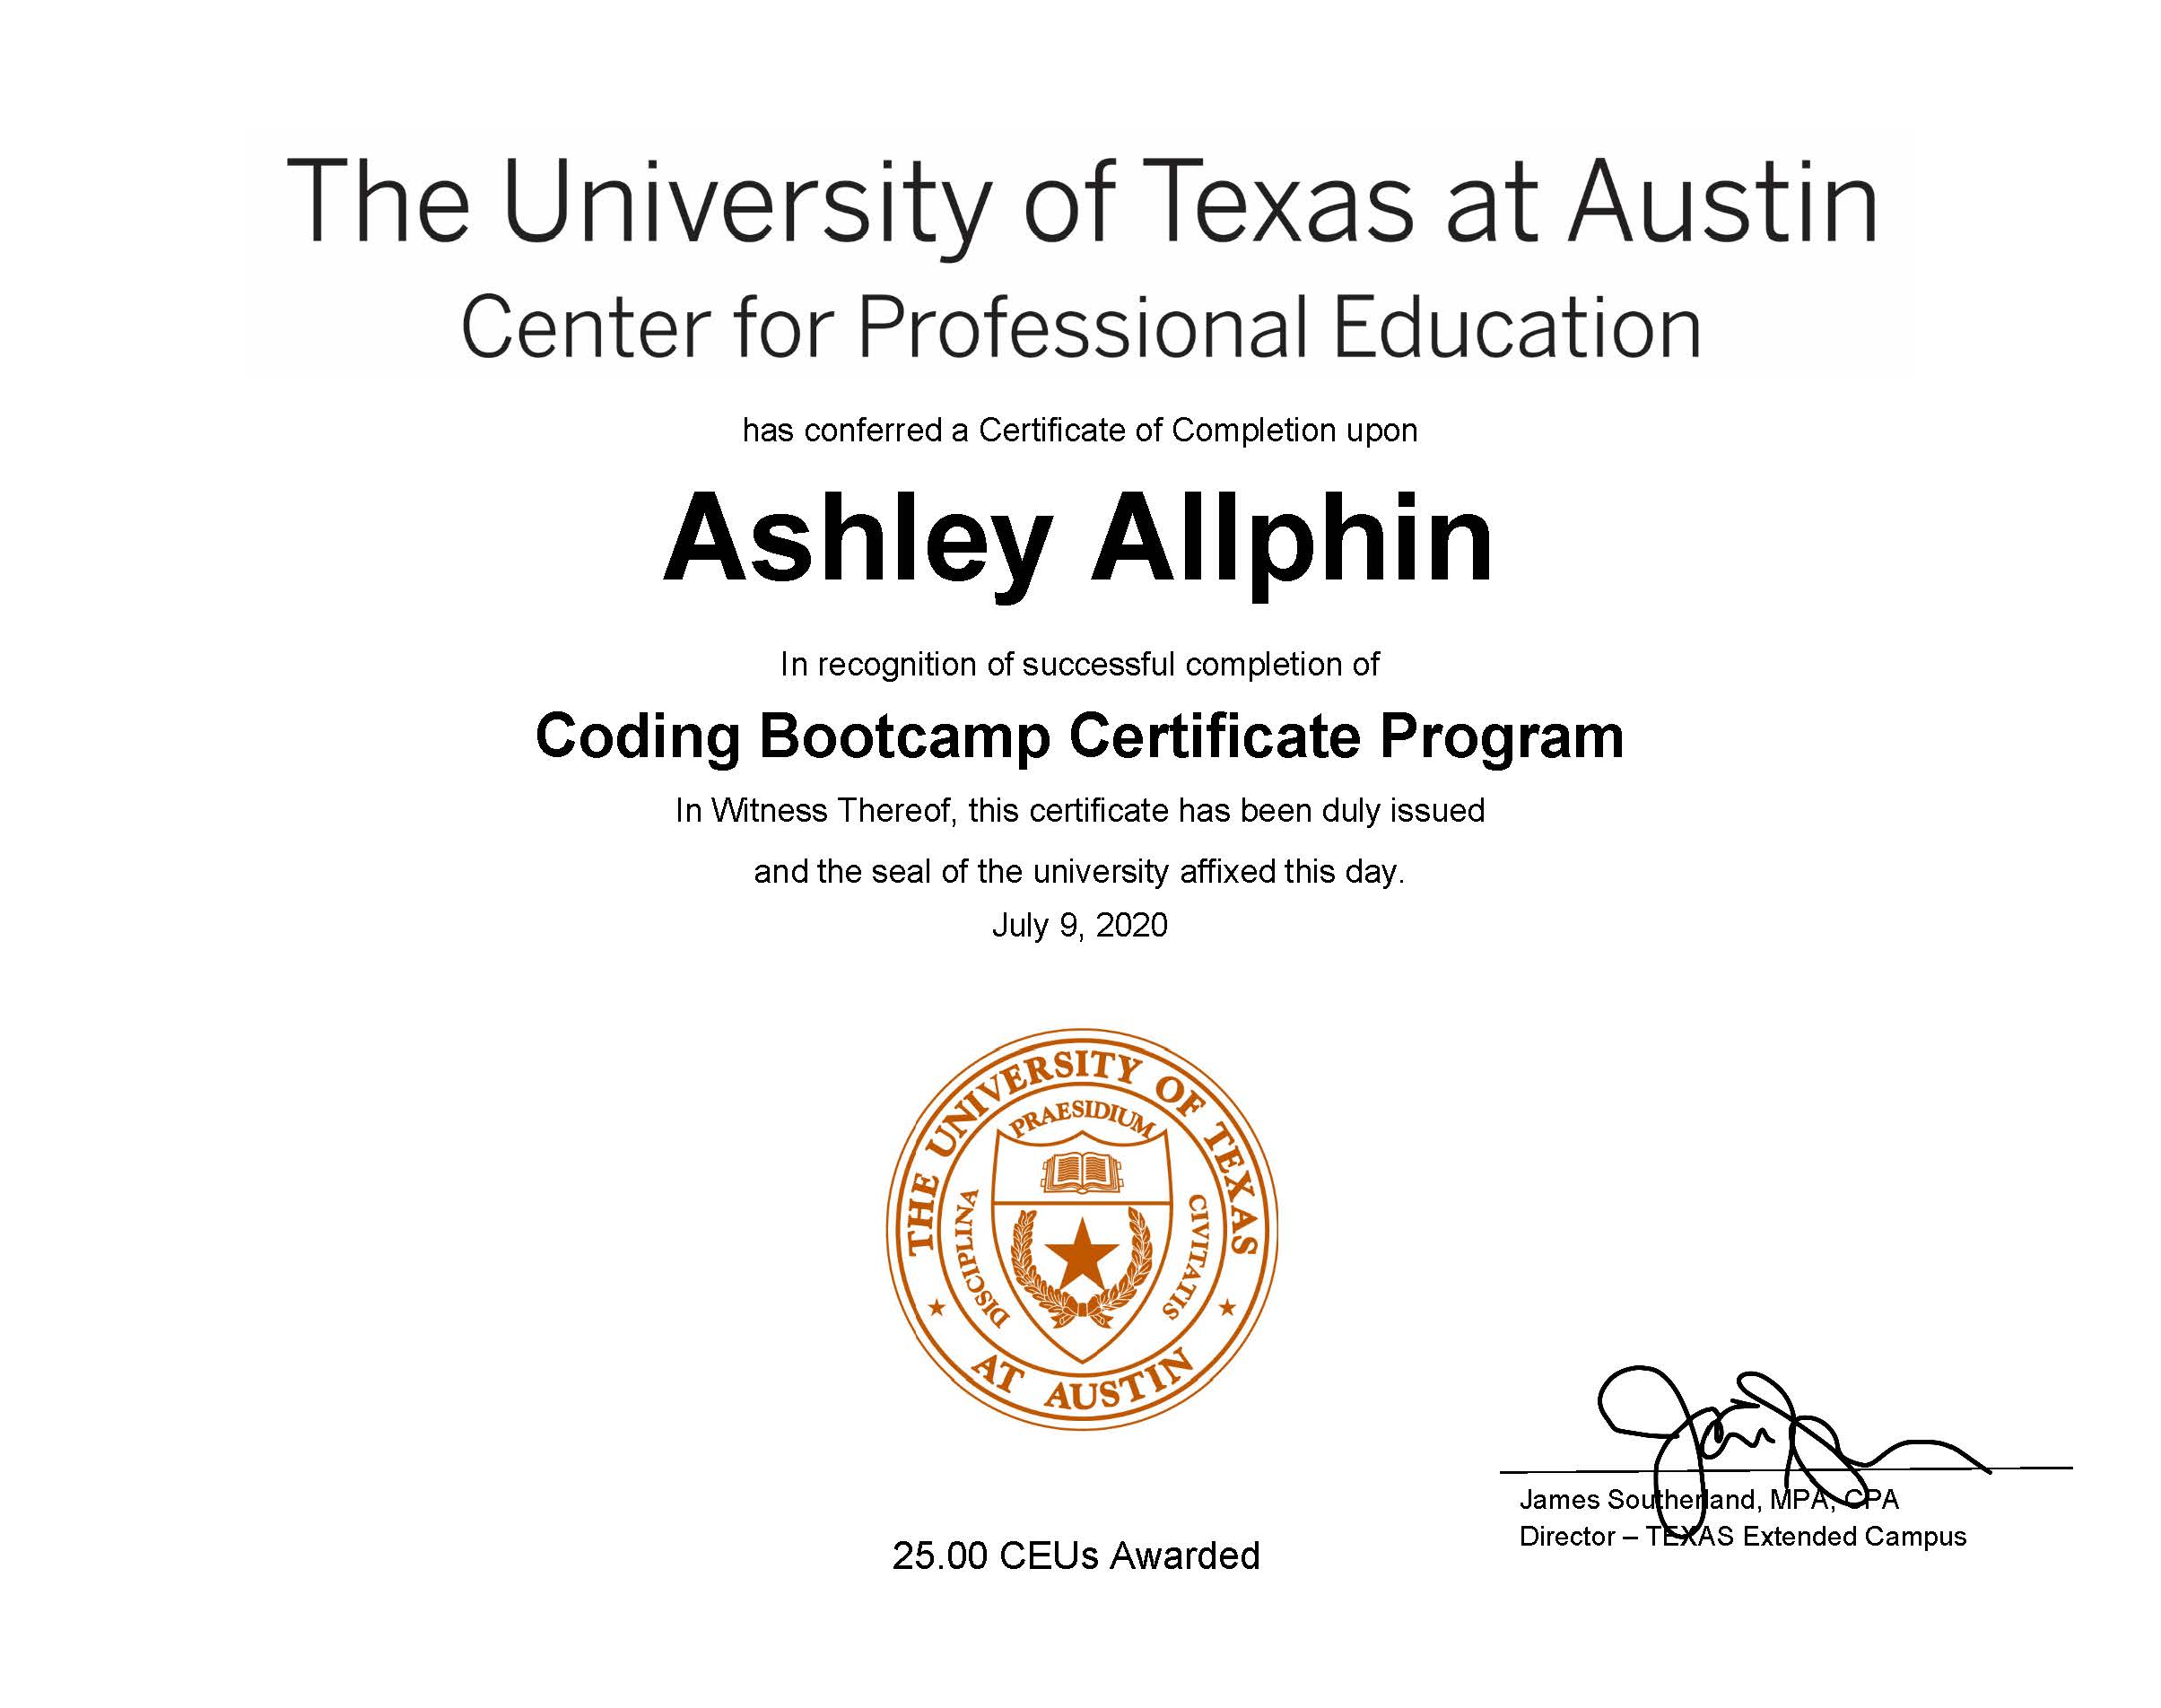 The University of Texas at Austin
Center for Professional Education
has conferred a Certificate of Completion upon
Ashley Allphin
In recognition of successful completion of
Coding Bootcamp Certificate Program
In Witness Thereof, this certificate has been duly issued
and the seal of the university affixed this day.
July 9, 2020
THE UNIVERSITY OF TEXAS
AT AUSTIN
PRAESIDIUM
DISCIPLINA
CIVITATIS
James Southerland, MPA, CPA
Director – TEXAS Extended Campus
25.00 CEUs Awarded